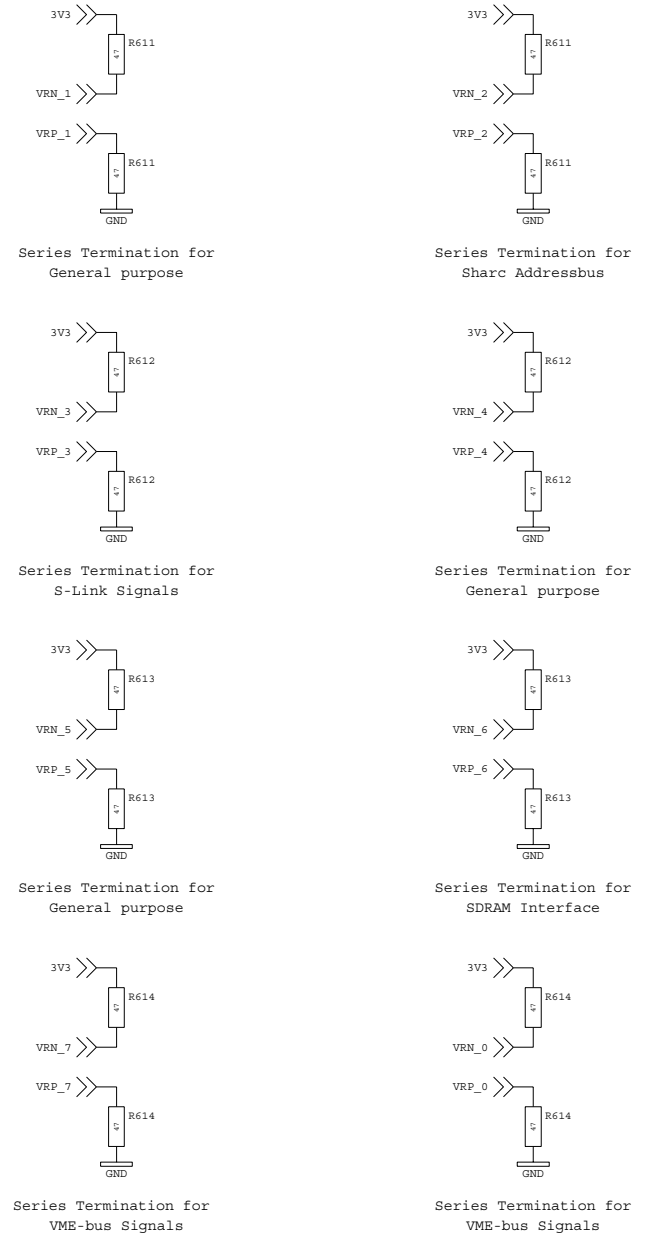 3V3
R611
47
VRN_1
VRP_1
R611
47
GND
Series Termination for
General purpose
3V3
R611
47
VRN_2
VRP_2
R611
47
GND
Series Termination for
Sharc Addressbus
3V3
R612
47
VRN_3
VRP_3
R612
47
GND
Series Termination for
S-Link Signals
3V3
R612
47
VRN_4
VRP_4
R612
47
GND
Series Termination for
General purpose
3V3
R613
47
VRN_5
VRP_5
R613
47
GND
Series Termination for
General purpose
3V3
R613
47
VRN_6
VRP_6
R613
47
GND
Series Termination for
SDRAM Interface
3V3
R614
47
VRN_7
VRP_7
R614
47
GND
Series Termination for
VME-bus Signals
3V3
R614
47
VRN_0
VRP_0
R614
47
GND
Series Termination for
VME-bus Signals